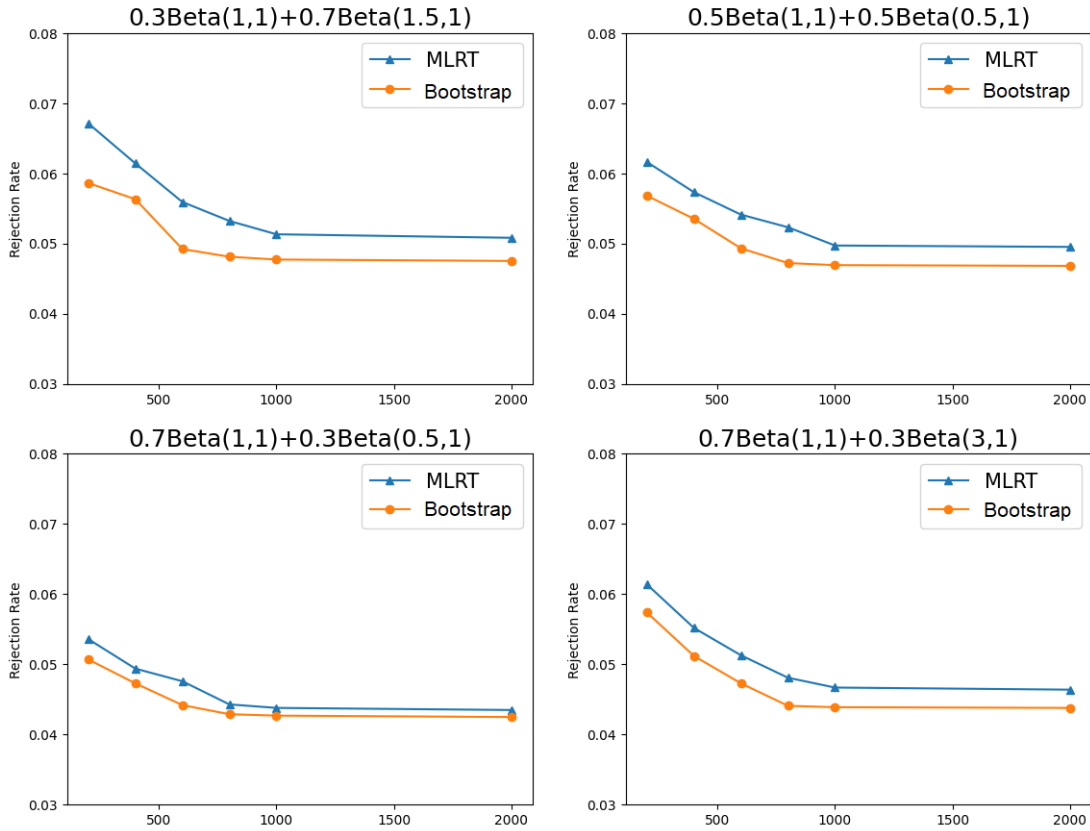 0.3Beta(1,1)+0.7Beta(1.5,1)
0.08
0.07
0.06
0.05
0.04
0.03
Rejection Rate
MLRT
Bootstrap
500
1000
1500
2000
0.5Beta(1,1)+0.5Beta(0.5,1)
0.08
0.07
0.06
0.05
0.04
0.03
Rejection Rate
MLRT
Bootstrap
500
1000
1500
2000
0.7Beta(1,1)+0.3Beta(0.5,1)
0.08
0.07
0.06
0.05
0.04
0.03
Rejection Rate
MLRT
Bootstrap
500
1000
1500
2000
0.7Beta(1,1)+0.3Beta(3,1)
0.08
0.07
0.06
0.05
0.04
0.03
Rejection Rate
MLRT
Bootstrap
500
1000
1500
2000